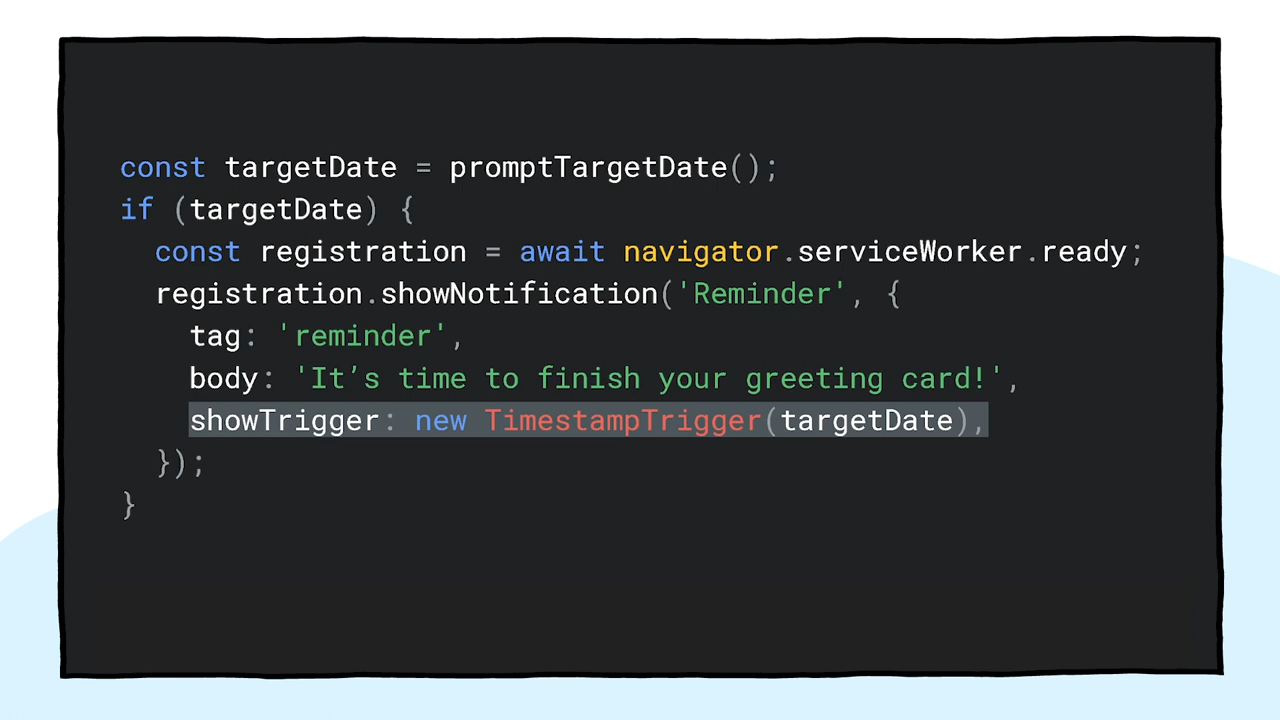 const targetDate = promptTargetDate();
if (targetDate) {
  const registration = await navigator.serviceWorker.ready;
  registration.showNotification('Reminder', {
    tag: 'reminder',
    body: 'It’s time to finish your greeting card!',
    showTrigger: new TimestampTrigger(targetDate),
  });
}